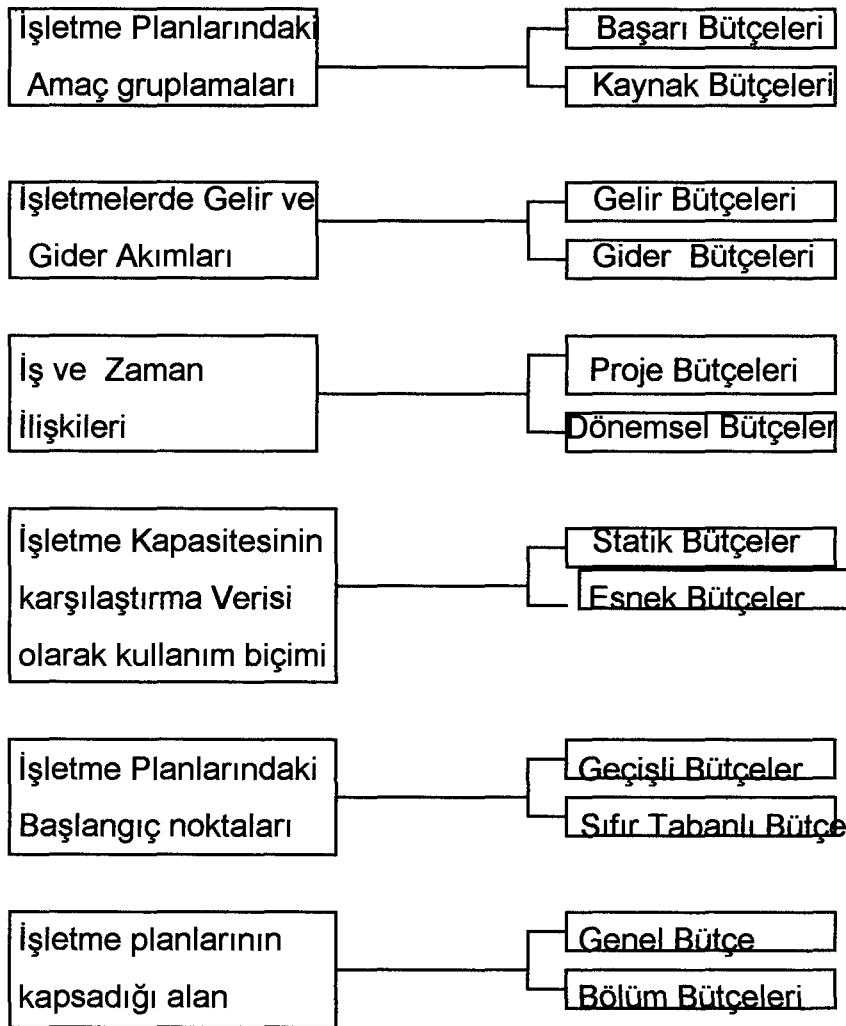 İşletme Planlarındaki
Amaç gruplamaları
Başarı Bütçeleri
Kaynak Bütçeleri
İşletmelerde Gelir ve
Gider Akımları
Gelir Bütçeleri
Gider Bütçeleri
İş ve Zaman
İlişkileri
Proje Bütçeleri
Dönemsel Bütçeler
İşletme Kapasitesinin
karşılaştırma Verisi
olarak kullanım biçimi
Statik Bütçeler
Esnek Bütçeler
İşletme Planlarındaki
Başlangıç noktaları
Geçişli Bütçeler
Sıfır Tabanlı Bütçe
İşletme planlarının
kapsadığı alan
Genel Bütçe
Bölüm Bütçeleri